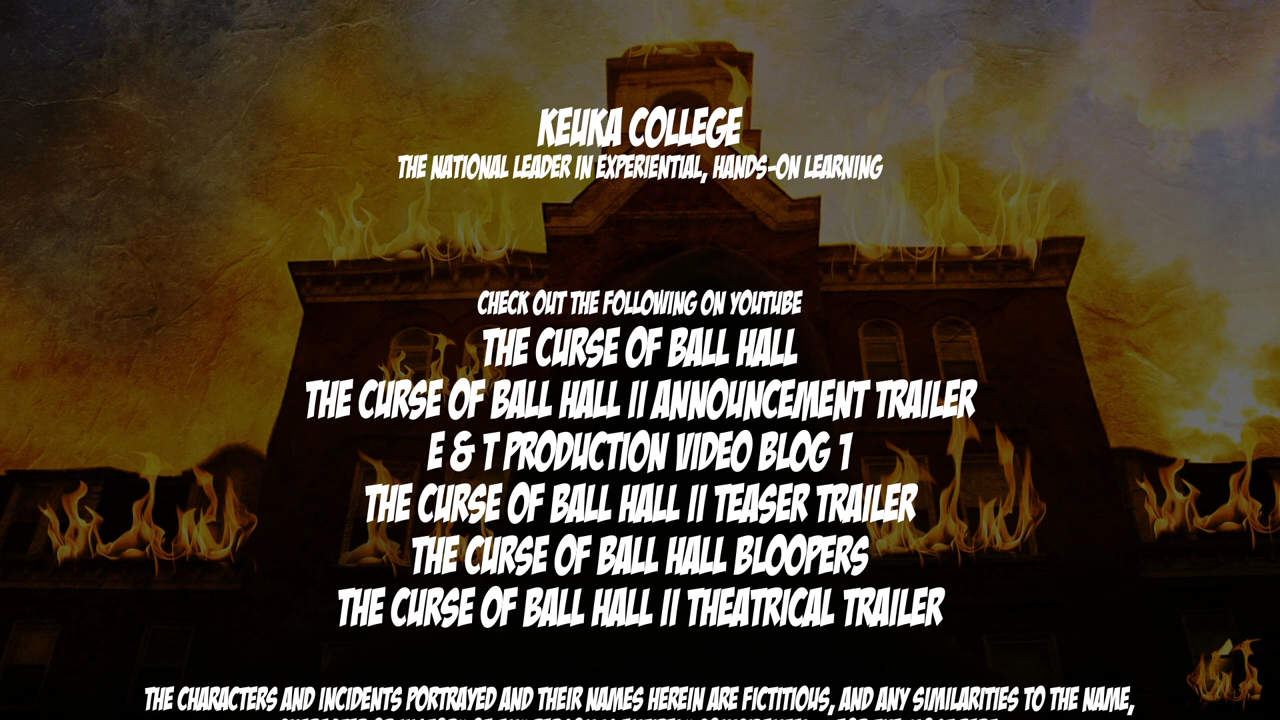 KEUKA COLLEGE
THE NATIONAL LEADER IN EXPERIENTIAL, HANDS-ON LEARNING
CHECK OUT THE FOLLOWING ON YOUTUBE
THE CURSE OF BALL HALL
THE CURSE OF BALL HALL II ANNOUNCEMENT TRAILER
E & T PRODUCTION VIDEO BLOG 1
THE CURSE OF BALL HALL II TEASER TRAILER
THE CURSE OF BALL HALL BLOOPERS
THE CURSE OF BALL HALL II THEATRICAL TRAILER
THE CHARACTERS AND INCIDENTS PORTRAYED AND THEIR NAMES HEREIN ARE FICTITIOUS, AND ANY SIMILARITIES TO THE NAME,